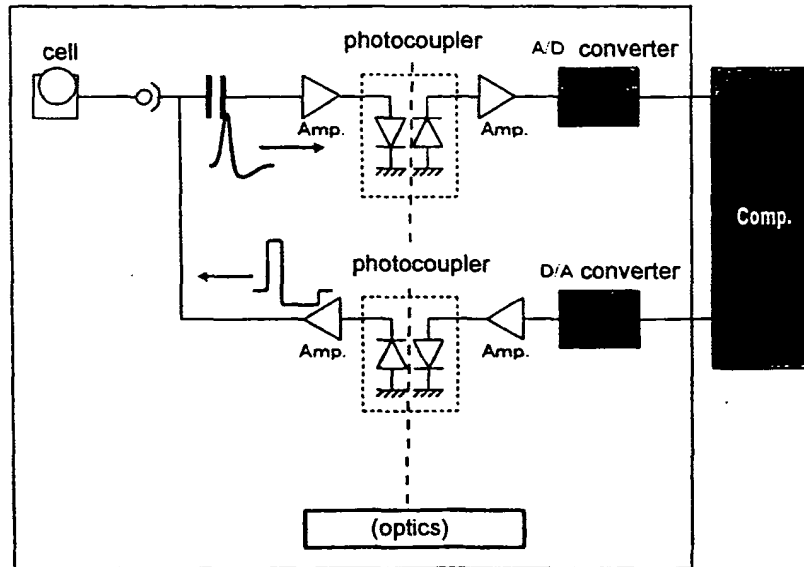 cell
photocoupler
A/D converter
Amp.
Amp.
Comp.
photocoupler
D/A converter
Amp.
Amp.
(optics)